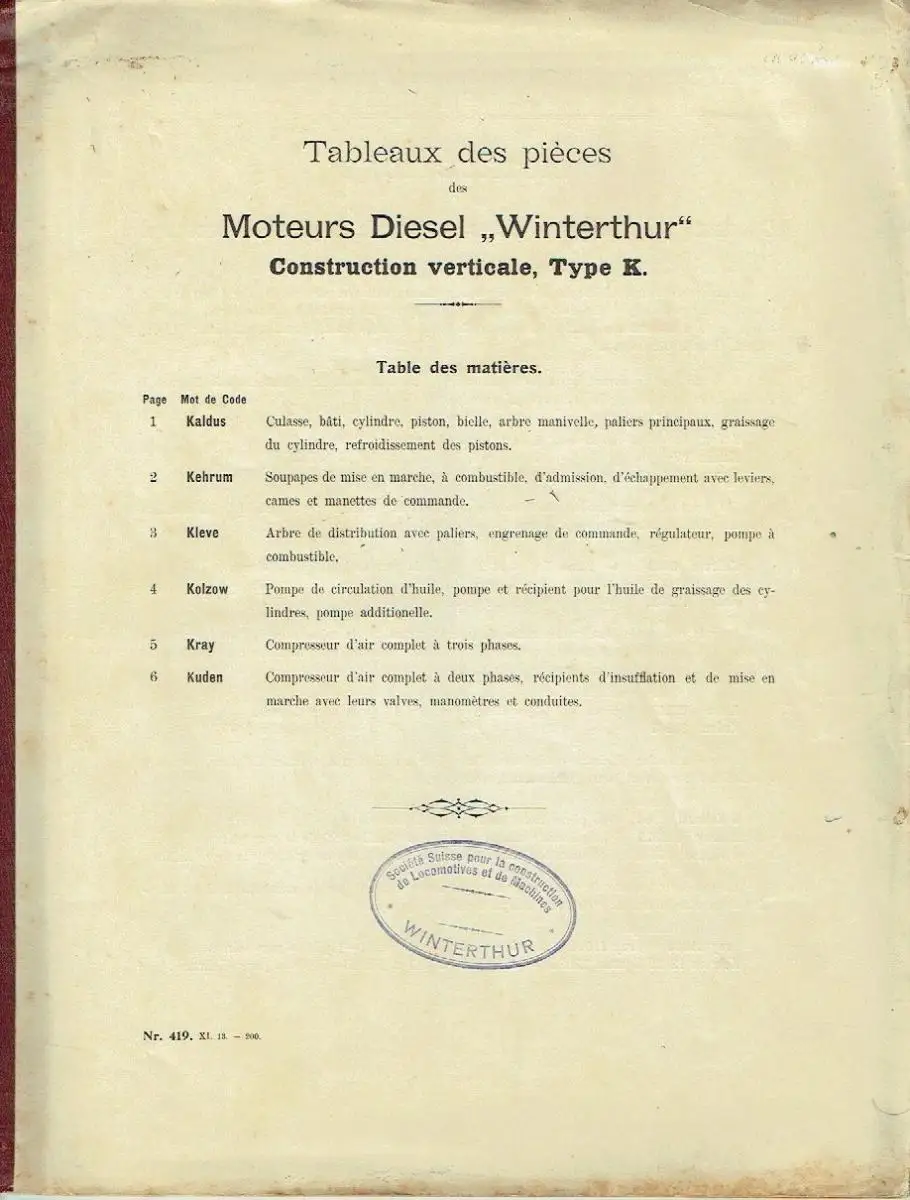 Tableaux des pièces
des
Moteurs Diesel „Winterthur“
Construction verticale, Type K.
Table des matières.
Page Mot de Code
1 Kaldus Culasse, bâti, cylindre, piston, bielle, arbre manivelle, paliers principaux, graissage
du cylindre, refroidissement des pistons.
2 Kehrum Soupapes de mise en marche, à combustible, d'admission, d'échappement avec leviers,
cames et manettes de commande.
3 Kleve Arbre de distribution avec paliers, engrenage de commande, régulateur, pompe à
combustible,
4 Kolzow Pompe de circulation d'huile, pompe et récipient pour l'huile de graissage des cy-
lindres, pompe additionelle.
5 Kray Compresseur d'air complet à trois phases.
6 Kuden Compresseur d'air complet à deux phases, récipients d'insufflation et de mise en
marche avec leurs valves, manomètres et conduites.
Société Suisse pour la construction
de Locomotives et de Machines
WINTERTHUR
Nr. 419. XI. 13. — 200.